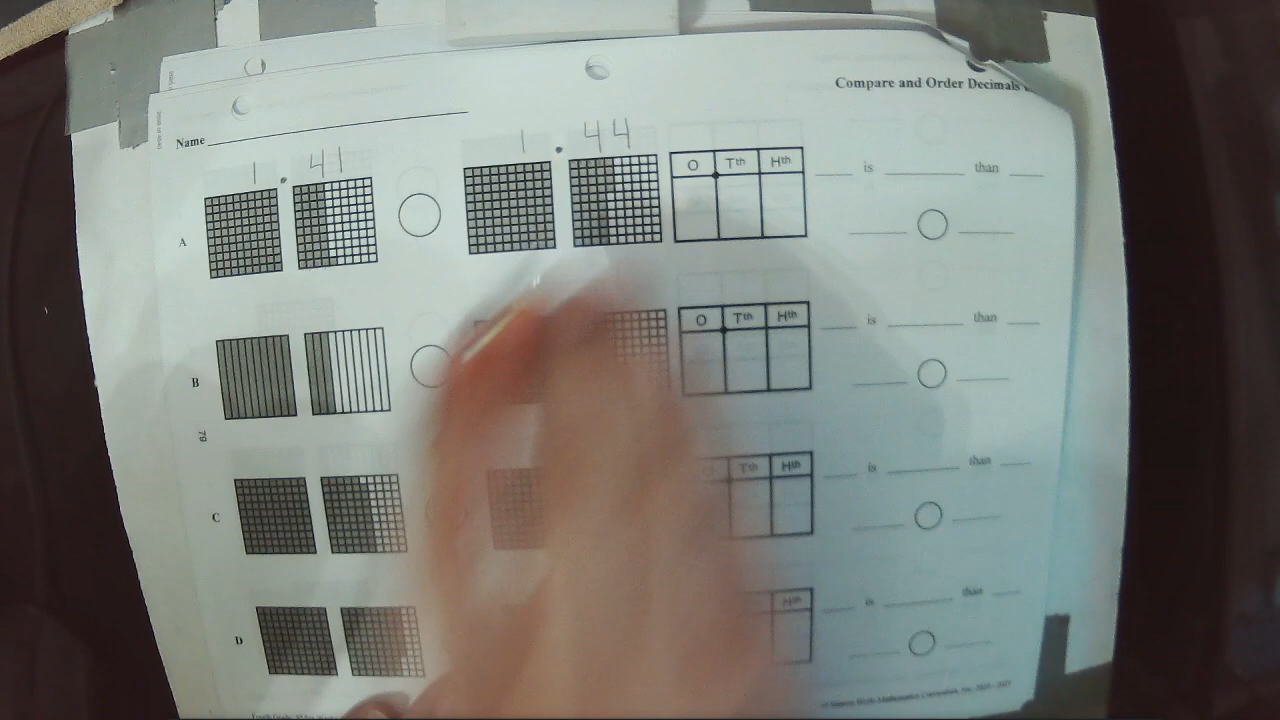 Compare and Order Decimals
Name
1 . 41
1 . 44
A
O Tth Hth
is than
B
O Tth Hth
is than
79
C
Tth Hth
is than
D
Hth
is than